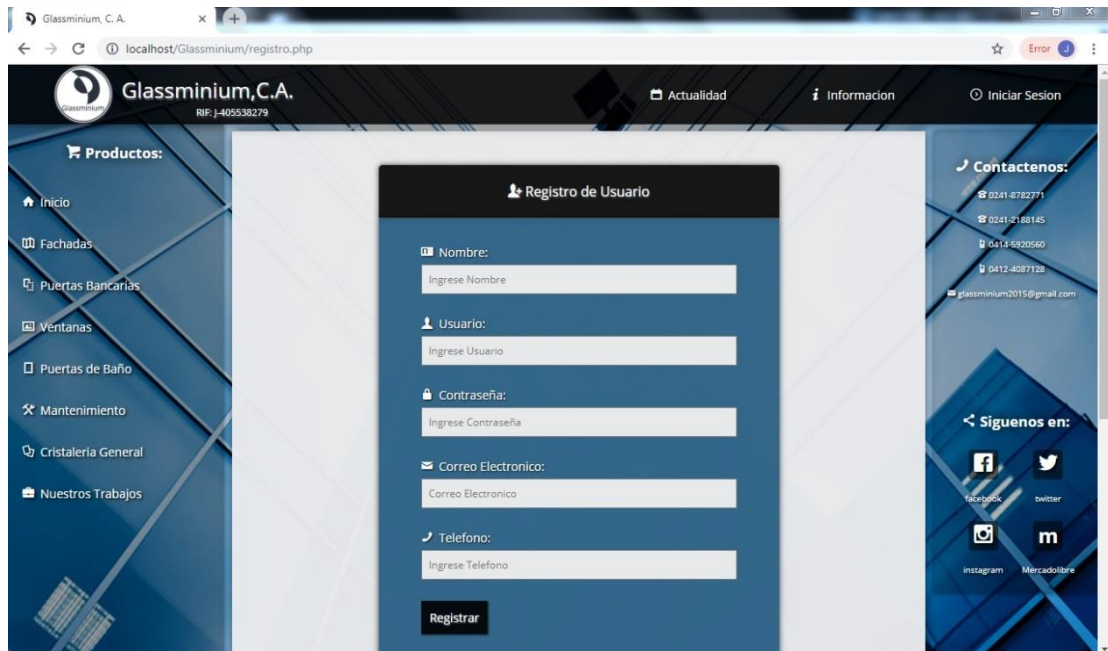 Glassminium, C. A.
localhost/Glassminium/registro.php
Error J
Glassminium
Glassminium,C.A.
RIF: J-405538279
Actualidad
Informacion
Iniciar Sesion
Productos:
Inicio
Fachadas
Puertas Bancarias
Ventanas
Puertas de Baño
Mantenimiento
Cristaleria General
Nuestros Trabajos
Registro de Usuario
Nombre:
Ingrese Nombre
Usuario:
Ingrese Usuario
Contraseña:
Ingrese Contraseña
Correo Electronico:
Correo Electronico
Telefono:
Ingrese Telefono
Registrar
Contactenos:
0241-8782771
0241-2188145
0414-5920560
0412-4087128
glassminium2015@gmail.com
Siguenos en:
facebook
twitter
instagram
Mercadolibre